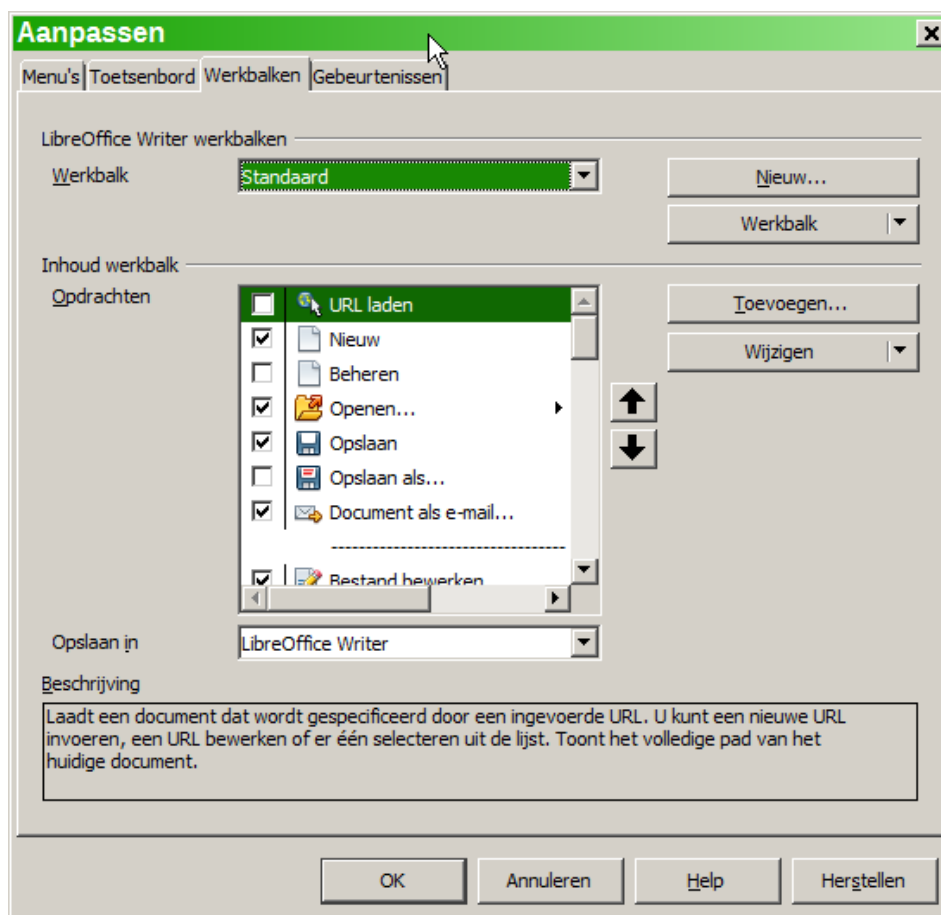 Aanpassen
Menu's Toetsenbord Werkbalken Gebeurtenissen
LibreOffice Writer werkbalken
Werkbalk Standaard Nieuw...
Werkbalk
Inhoud werkbalk
Opdrachten URL laden Toevoegen...
Nieuw Wijzigen
Beheren
Openen...
Opslaan
Opslaan als...
Document als e-mail...
Bestand bewerken
Opslaan in LibreOffice Writer
Beschrijving
Laadt een document dat wordt gespecificeerd door een ingevoerde URL. U kunt een nieuwe URL
invoeren, een URL bewerken of er één selecteren uit de lijst. Toont het volledige pad van het
huidige document.
OK Annuleren Help Herstellen